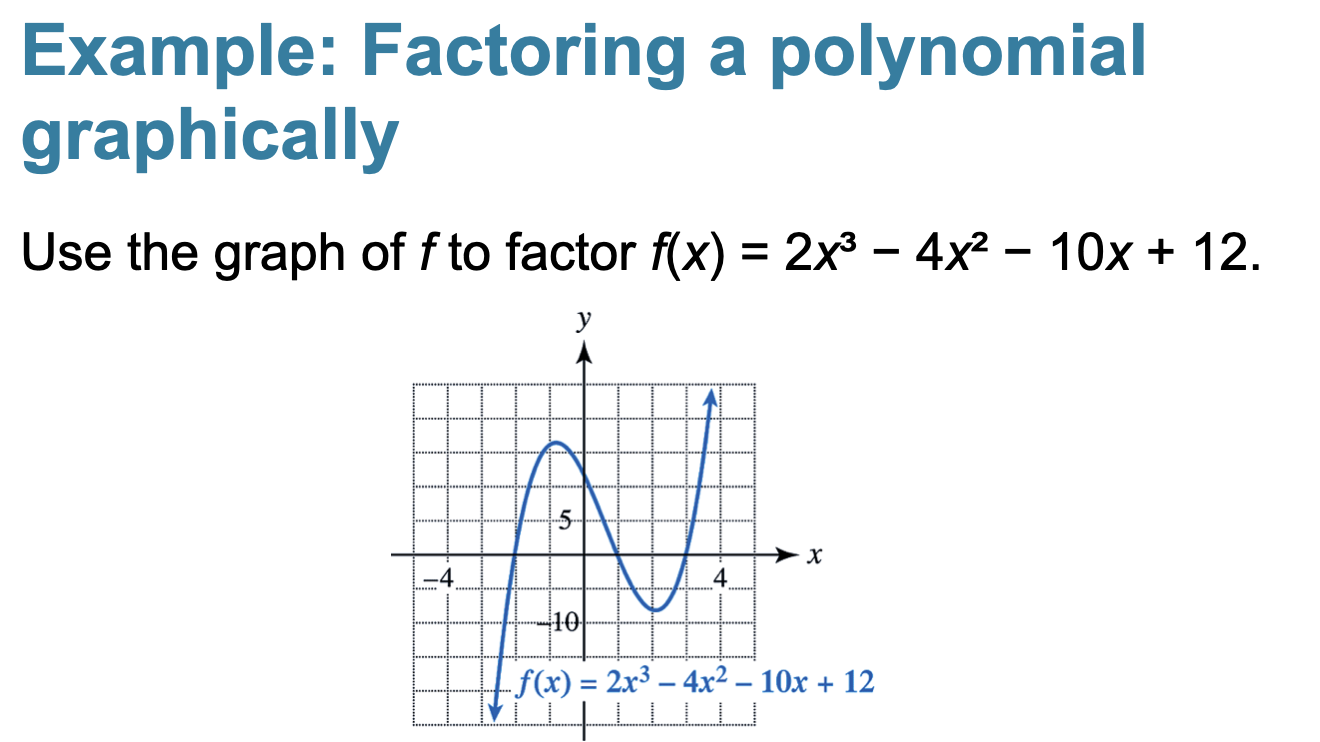 Example: Factoring a polynomial
graphically
Use the graph of f to factor f(x) = 2x³ − 4x² − 10x + 12.
y
5
x
−4
4
−10
f(x) = 2x³ − 4x² − 10x + 12